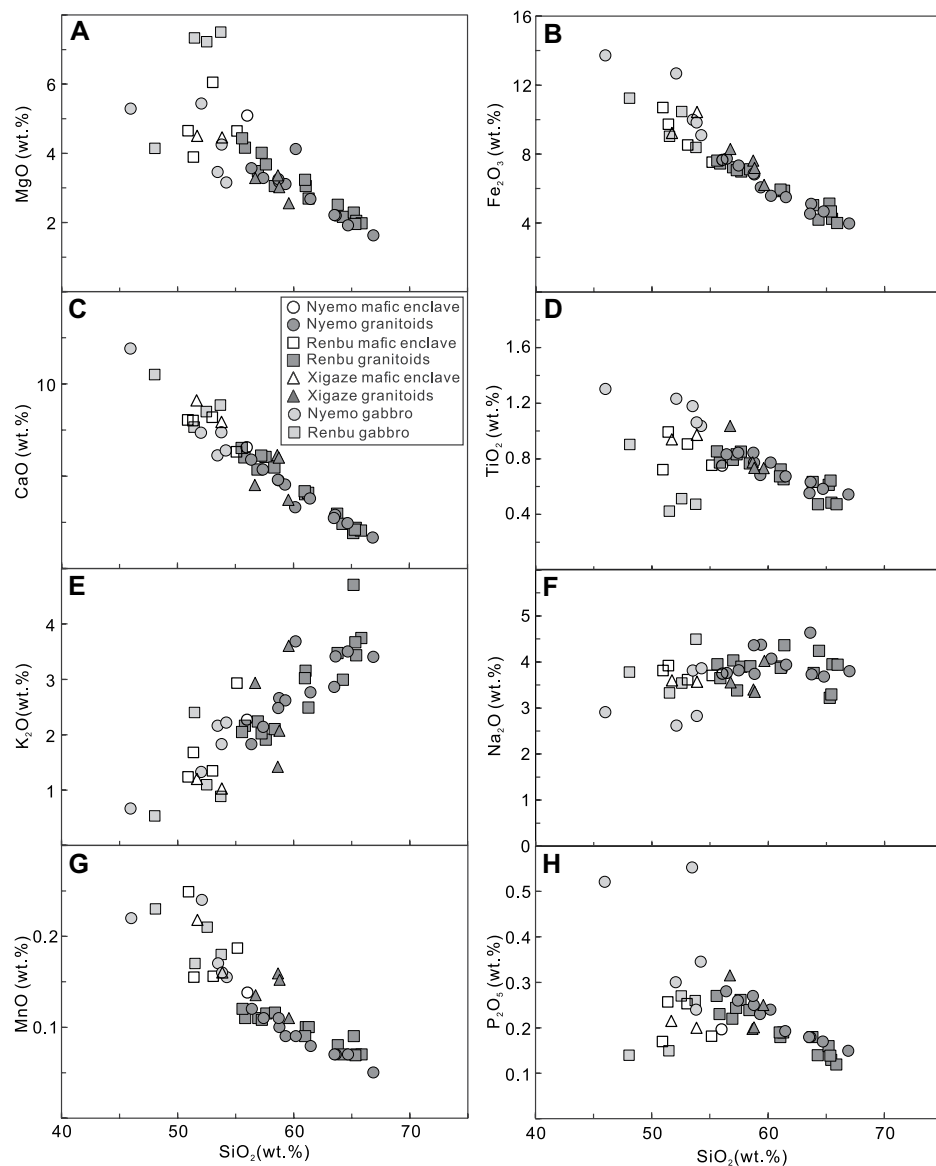 A
B
MgO (wt.%)
8
6
4
2
Fe2O3 (wt.%)
16
12
8
4
C
D
CaO (wt.%)
10
Nyemo mafic enclave
Nyemo granitoids
Renbu mafic enclave
Renbu granitoids
Xigaze mafic enclave
Xigaze granitoids
Nyemo gabbro
Renbu gabbro
TiO2 (wt.%)
1.6
1.2
0.8
0.4
E
F
K2O (wt.%)
4
3
2
1
Na2O (wt.%)
5
4
3
2
1
0
G
H
MnO (wt.%)
0.2
0.1
P2O5 (wt.%)
0.5
0.4
0.3
0.2
0.1
40 50 60 70
SiO2(wt.%)
40 50 60 70
SiO2(wt.%)